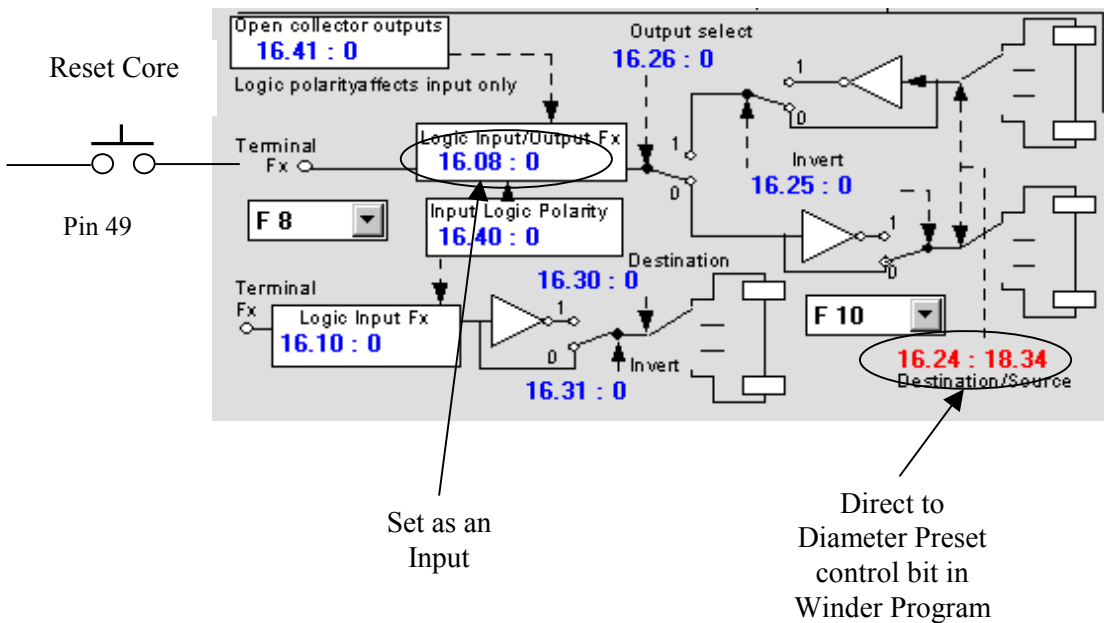 Open collector outputs
16.41 : 0
Logic polarityaffects input only
Reset Core
Output select
16.26 : 0
1
0
Terminal
Fx
Logic Input/Output Fx
16.08 : 0
1
0
Invert
16.25 : 0
Pin 49
F 8
Input Logic Polarity
16.40 : 0
1
0
Terminal
Fx
Logic Input Fx
16.10 : 0
Destination
16.30 : 0
1
0
Invert
16.31 : 0
F 10
16.24 : 18.34
Destination/Source
Set as an
Input
Direct to
Diameter Preset
control bit in
Winder Program